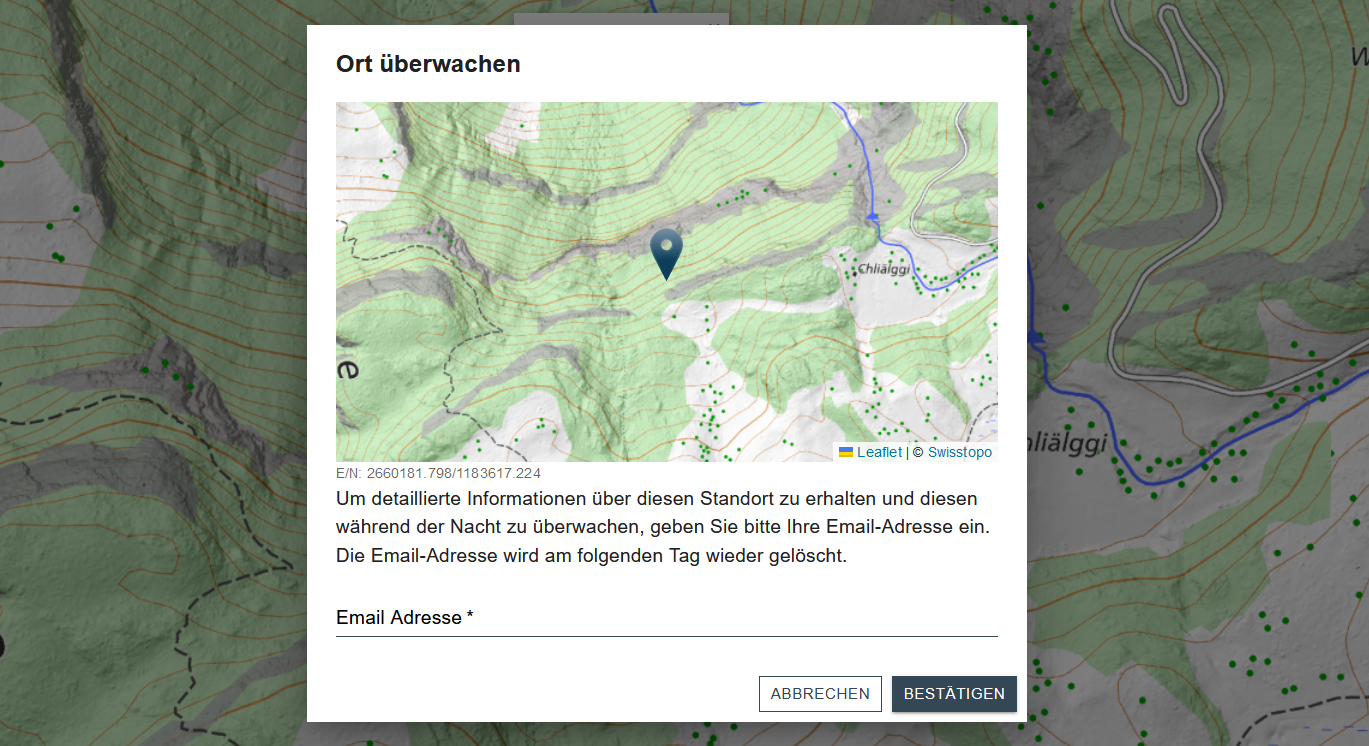 Ort überwachen
Chliälggi
e
Leaflet | © Swisstopo
E/N: 2660181.798/1183617.224
Um detaillierte Informationen über diesen Standort zu erhalten und diesen
während der Nacht zu überwachen, geben Sie bitte Ihre Email-Adresse ein.
Die Email-Adresse wird am folgenden Tag wieder gelöscht.
Email Adresse *
ABBRECHEN
BESTÄTIGEN
W
hliälggi